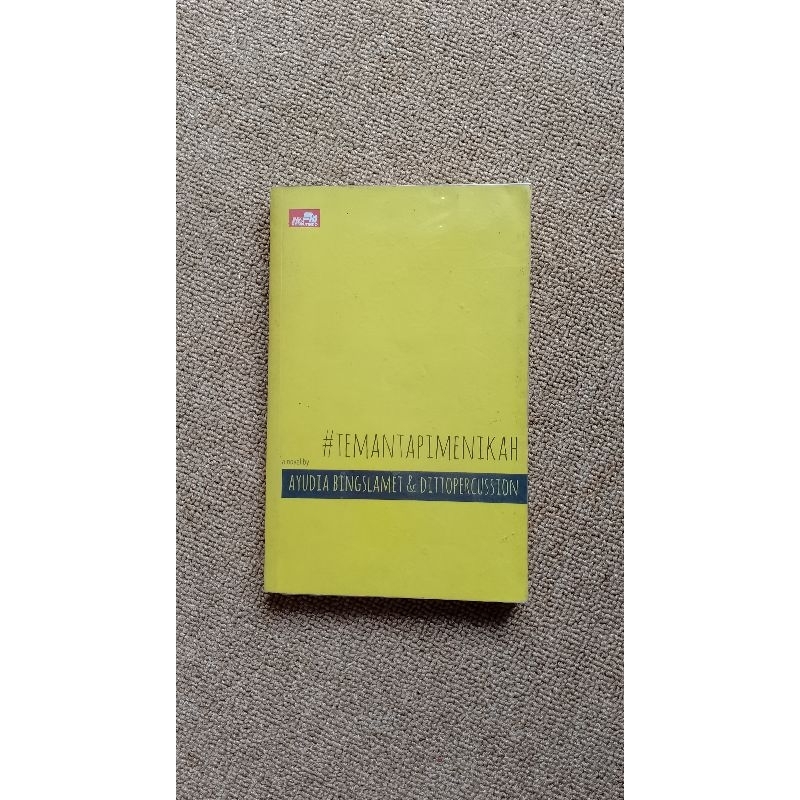 #TEMANTAPIMENIKAH
a novel by
AYUDIA BINGSLAMET & DITTOPERCUSSION